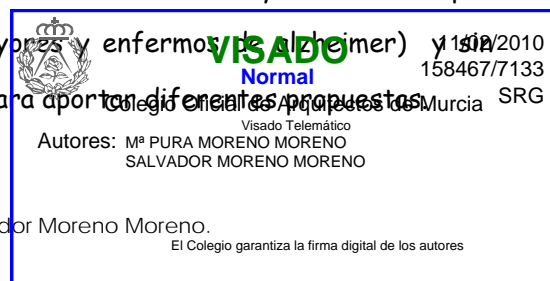 yores y enfermos de alzheimer) y sin
VISADO
11/02/2010
Normal
158467/7133
ara aportar diferentes propuestas.
Colegio Oficial de Arquitectos de Murcia
SRG
Visado Telemático
Autores: Mª PURA MORENO MORENO
SALVADOR MORENO MORENO
dor Moreno Moreno.
El Colegio garantiza la firma digital de los autores